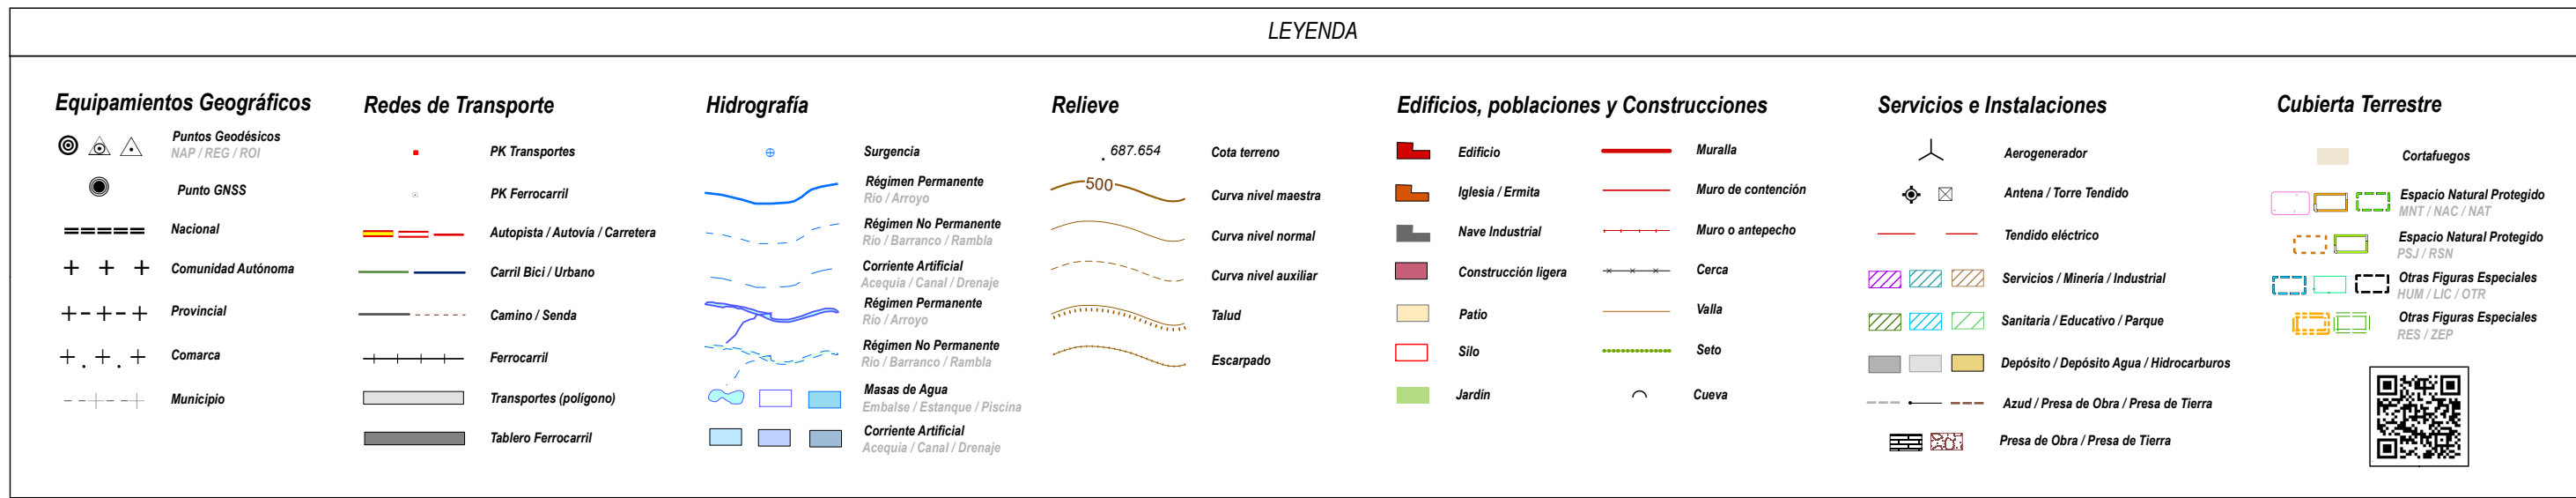 LEYENDA
Equipamientos Geográficos
Puntos Geodésicos
NAP / REG / ROI
Punto GNSS
Nacional
Comunidad Autónoma
Provincial
Comarca
Municipio
Redes de Transporte
PK Transportes
PK Ferrocarril
Autopista / Autovía / Carretera
Carril Bici / Urbano
Camino / Senda
Ferrocarril
Transportes (polígono)
Tablero Ferrocarril
Hidrografía
Surgencia
Régimen Permanente
Río / Arroyo
Régimen No Permanente
Río / Barranco / Rambla
Corriente Artificial
Acequia / Canal / Drenaje
Régimen Permanente
Río / Arroyo
Régimen No Permanente
Río / Barranco / Rambla
Masas de Agua
Embalse / Estanque / Piscina
Corriente Artificial
Acequia / Canal / Drenaje
Relieve
687.654
Cota terreno
500
Curva nivel maestra
Curva nivel normal
Curva nivel auxiliar
Talud
Escarpado
Edificios, poblaciones y Construcciones
Edificio
Iglesia / Ermita
Nave Industrial
Construcción ligera
Patio
Silo
Jardín
Muralla
Muro de contención
Muro o antepecho
Cerca
Valla
Seto
Cueva
Servicios e Instalaciones
Aerogenerador
Antena / Torre Tendido
Tendido eléctrico
Servicios / Minería / Industrial
Sanitaria / Educativo / Parque
Depósito / Depósito Agua / Hidrocarburos
Azud / Presa de Obra / Presa de Tierra
Presa de Obra / Presa de Tierra
Cubierta Terrestre
Cortafuegos
Espacio Natural Protegido
MNT / NAC / NAT
Espacio Natural Protegido
PSJ / RSN
Otras Figuras Especiales
HUM / LIC / OTR
Otras Figuras Especiales
RES / ZEP